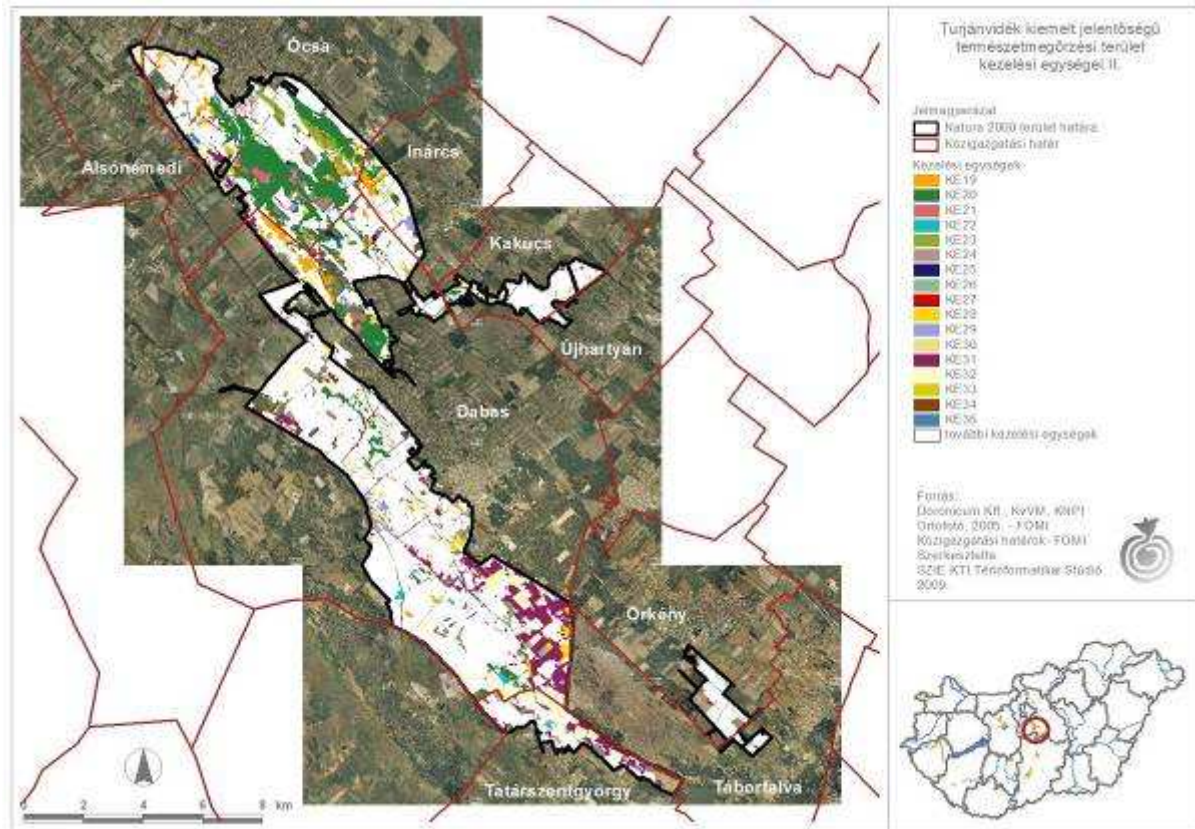 Turjánvidék kiemelt jelentőségű
természetmegőrzési terület
kezelési egységei II.
Jelmagyarázat
Natura 2000 terület határa
Közigazgatási határ
Kezelési egységek
KE19
KE20
KE21
KE22
KE23
KE24
KE25
KE26
KE27
KE28
KE29
KE30
KE31
KE32
KE33
KE34
KE35
további kezelési egységek
Forrás:
Doronicum Kft., KvVM, KNPI
Ortofotó, 2005. - FÖMI
Közigazgatási határok - FÖMI
Szerkesztette
SZIE KTI Térinformatikai Stúdió
2009.
Ócsa
Inárcs
Alsónémedi
Kakucs
Újhartyán
Dabas
Örkény
Tatárszentgyörgy
Táborfalva
0 2 4 6 8 km